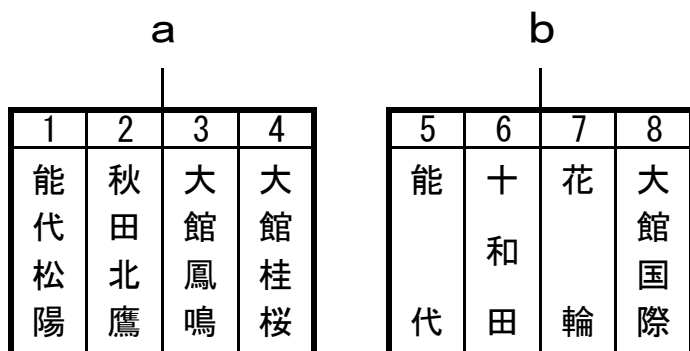 a
b
1 2 3 4
5 6 7 8
能代松陽
秋田北鷹
大館鳳鳴
大館桂桜
能代
十和田
花輪
大館国際